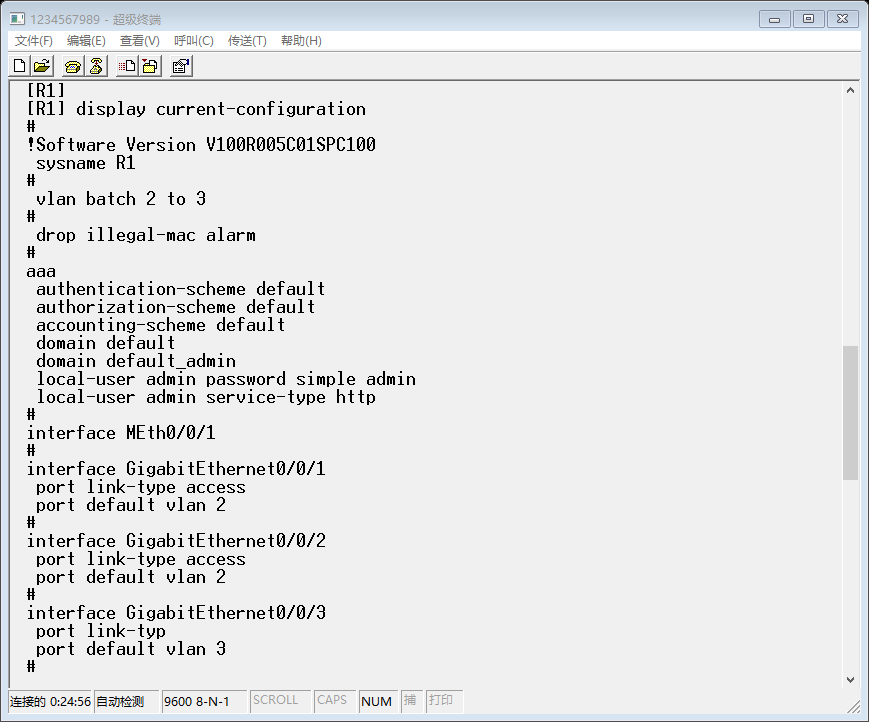 1234567989 - 超级终端
文件(F) 编辑(E) 查看(V) 呼叫(C) 传送(T) 帮助(H)
[R1]
[R1] display current-configuration
#
!Software Version V100R005C01SPC100
sysname R1
#
vlan batch 2 to 3
#
drop illegal-mac alarm
#
aaa
authentication-scheme default
authorization-scheme default
accounting-scheme default
domain default
domain default_admin
local-user admin password simple admin
local-user admin service-type http
#
interface MEth0/0/1
#
interface GigabitEthernet0/0/1
port link-type access
port default vlan 2
#
interface GigabitEthernet0/0/2
port link-type access
port default vlan 2
#
interface GigabitEthernet0/0/3
port link-typ
port default vlan 3
#
连接的 0:24:56 自动检测 9600 8-N-1 SCROLL CAPS NUM 捕 打印